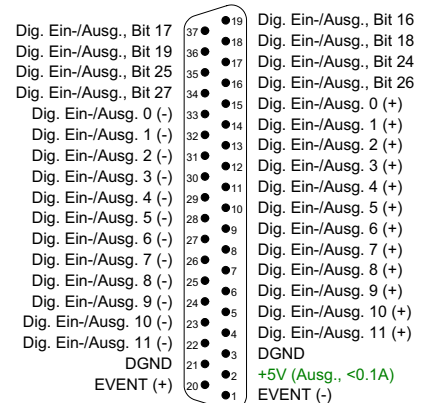 Dig. Ein-/Ausg., Bit 17 37
Dig. Ein-/Ausg., Bit 19 36
Dig. Ein-/Ausg., Bit 25 35
Dig. Ein-/Ausg., Bit 27 34
Dig. Ein-/Ausg. 0 (-) 33
Dig. Ein-/Ausg. 1 (-) 32
Dig. Ein-/Ausg. 2 (-) 31
Dig. Ein-/Ausg. 3 (-) 30
Dig. Ein-/Ausg. 4 (-) 29
Dig. Ein-/Ausg. 5 (-) 28
Dig. Ein-/Ausg. 6 (-) 27
Dig. Ein-/Ausg. 7 (-) 26
Dig. Ein-/Ausg. 8 (-) 25
Dig. Ein-/Ausg. 9 (-) 24
Dig. Ein-/Ausg. 10 (-) 23
Dig. Ein-/Ausg. 11 (-) 22
DGND 21
EVENT (+) 20
19 Dig. Ein-/Ausg., Bit 16
18 Dig. Ein-/Ausg., Bit 18
17 Dig. Ein-/Ausg., Bit 24
16 Dig. Ein-/Ausg., Bit 26
15 Dig. Ein-/Ausg. 0 (+)
14 Dig. Ein-/Ausg. 1 (+)
13 Dig. Ein-/Ausg. 2 (+)
12 Dig. Ein-/Ausg. 3 (+)
11 Dig. Ein-/Ausg. 4 (+)
10 Dig. Ein-/Ausg. 5 (+)
9 Dig. Ein-/Ausg. 6 (+)
8 Dig. Ein-/Ausg. 7 (+)
7 Dig. Ein-/Ausg. 8 (+)
6 Dig. Ein-/Ausg. 9 (+)
5 Dig. Ein-/Ausg. 10 (+)
4 Dig. Ein-/Ausg. 11 (+)
3 DGND
2 +5V (Ausg., <0.1A)
1 EVENT (-)